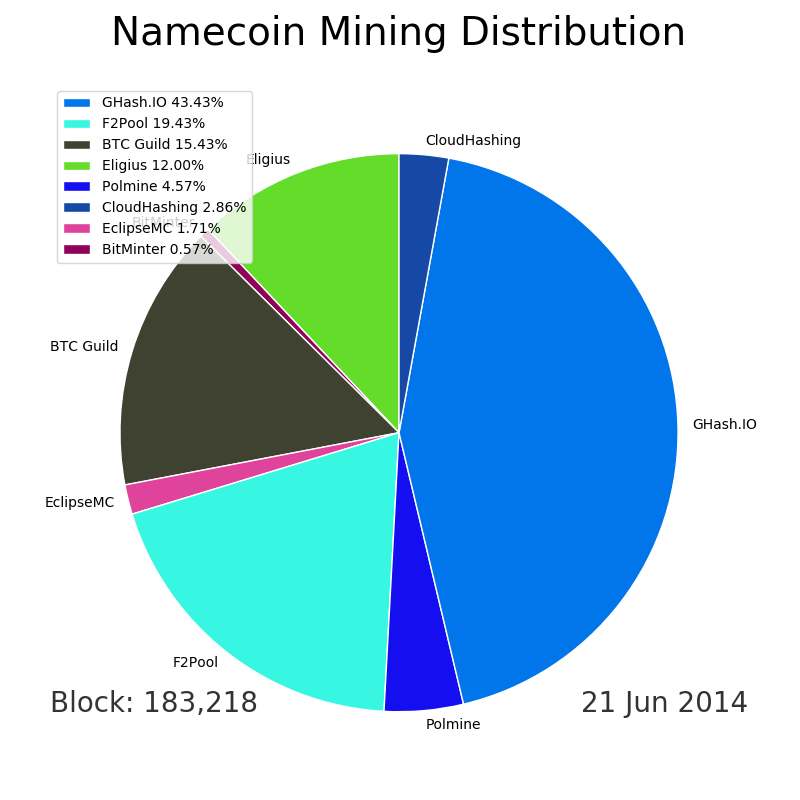 Namecoin Mining Distribution
GHash.IO 43.43%
F2Pool 19.43%
BTC Guild 15.43%
Eligius 12.00%
Polmine 4.57%
CloudHashing 2.86%
EclipseMC 1.71%
BitMinter 0.57%
CloudHashing
Eligius
BitMinter
BTC Guild
GHash.IO
EclipseMC
F2Pool
Polmine
Block: 183,218
21 Jun 2014